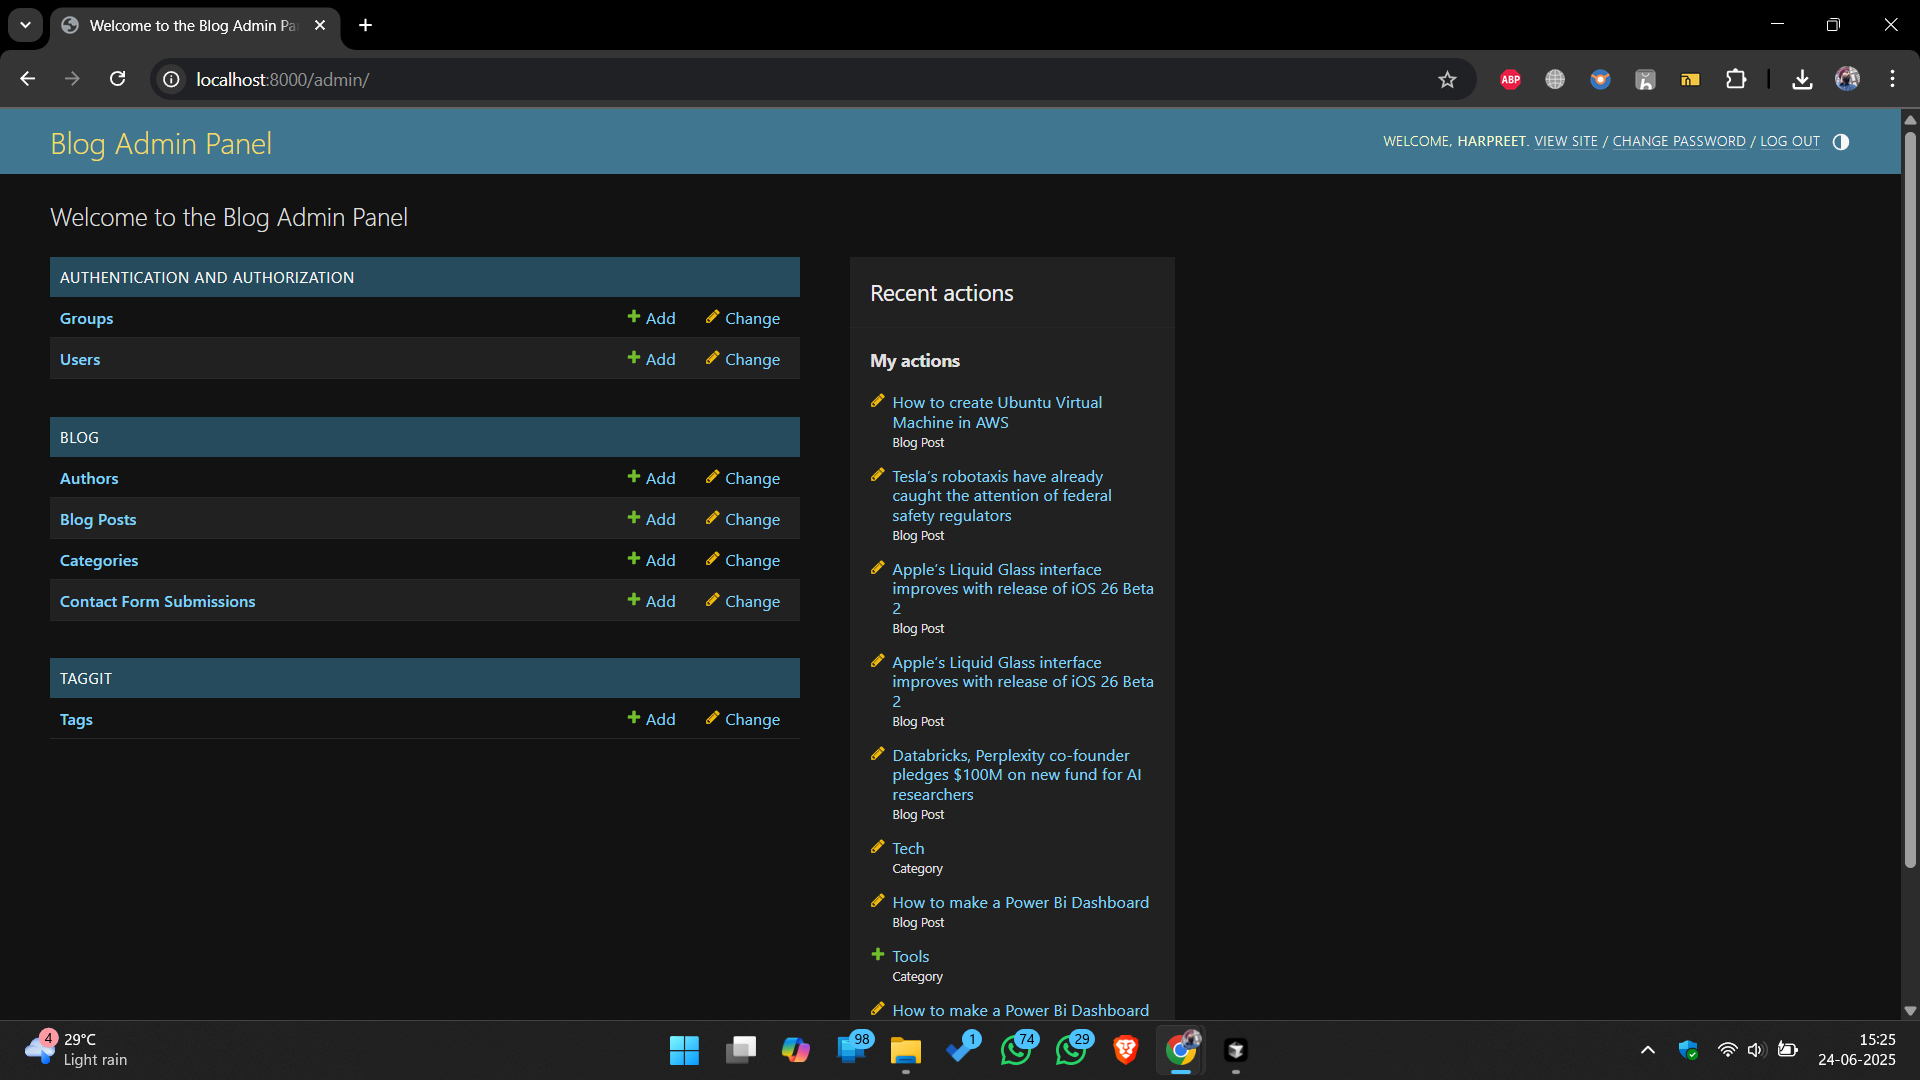 Welcome to the Blog Admin Pa
localhost:8000/admin/
ABP
Blog Admin Panel
WELCOME, HARPREET. VIEW SITE / CHANGE PASSWORD / LOG OUT
Welcome to the Blog Admin Panel
AUTHENTICATION AND AUTHORIZATION
Groups Add Change
Users Add Change
BLOG
Authors Add Change
Blog Posts Add Change
Categories Add Change
Contact Form Submissions Add Change
TAGGIT
Tags Add Change
Recent actions
My actions
How to create Ubuntu Virtual
Machine in AWS
Blog Post
Tesla’s robotaxis have already
caught the attention of federal
safety regulators
Blog Post
Apple’s Liquid Glass interface
improves with release of iOS 26 Beta
2
Blog Post
Apple’s Liquid Glass interface
improves with release of iOS 26 Beta
2
Blog Post
Databricks, Perplexity co-founder
pledges $100M on new fund for AI
researchers
Blog Post
Tech
Category
How to make a Power Bi Dashboard
Blog Post
Tools
Category
How to make a Power Bi Dashboard
4
29°C
Light rain
98
1
74
29
15:25
24-06-2025